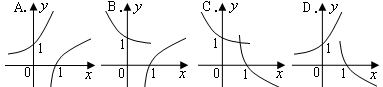 A. y B. y C. y D. y
1 1 1 1
0 1 x 0 1 x 0 1 x 0 1 x